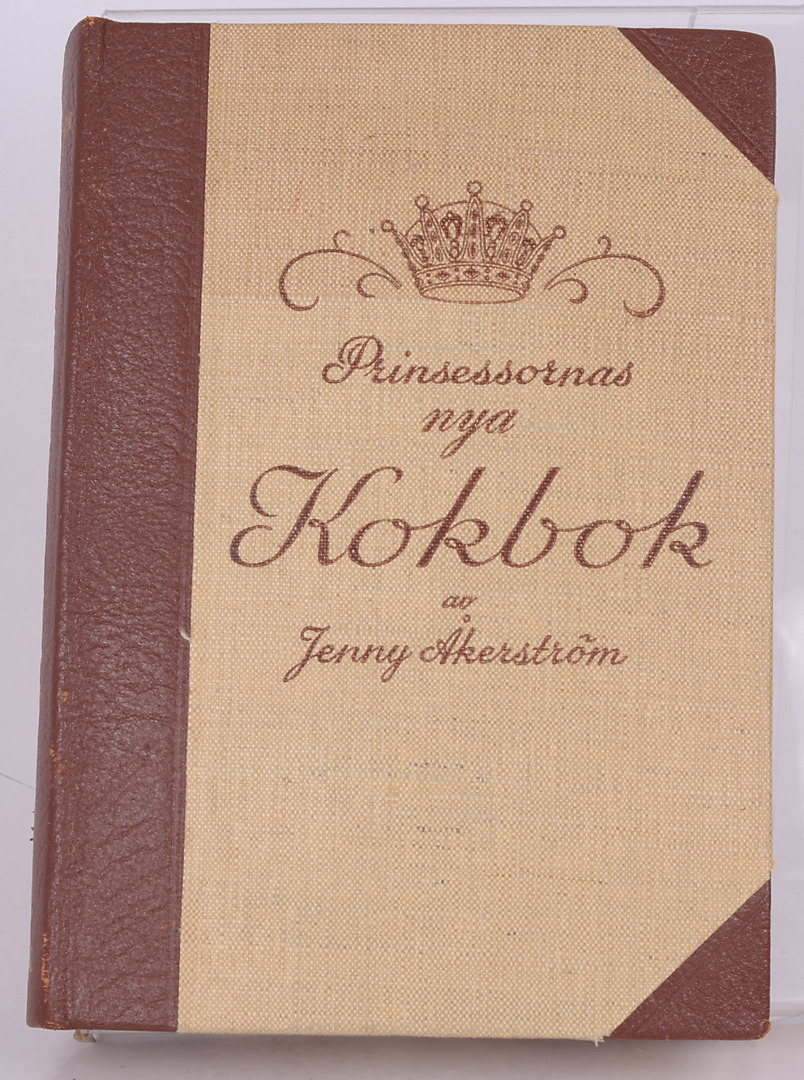 Prinsessornas
nya
Kokbok
av
Jenny Åkerström